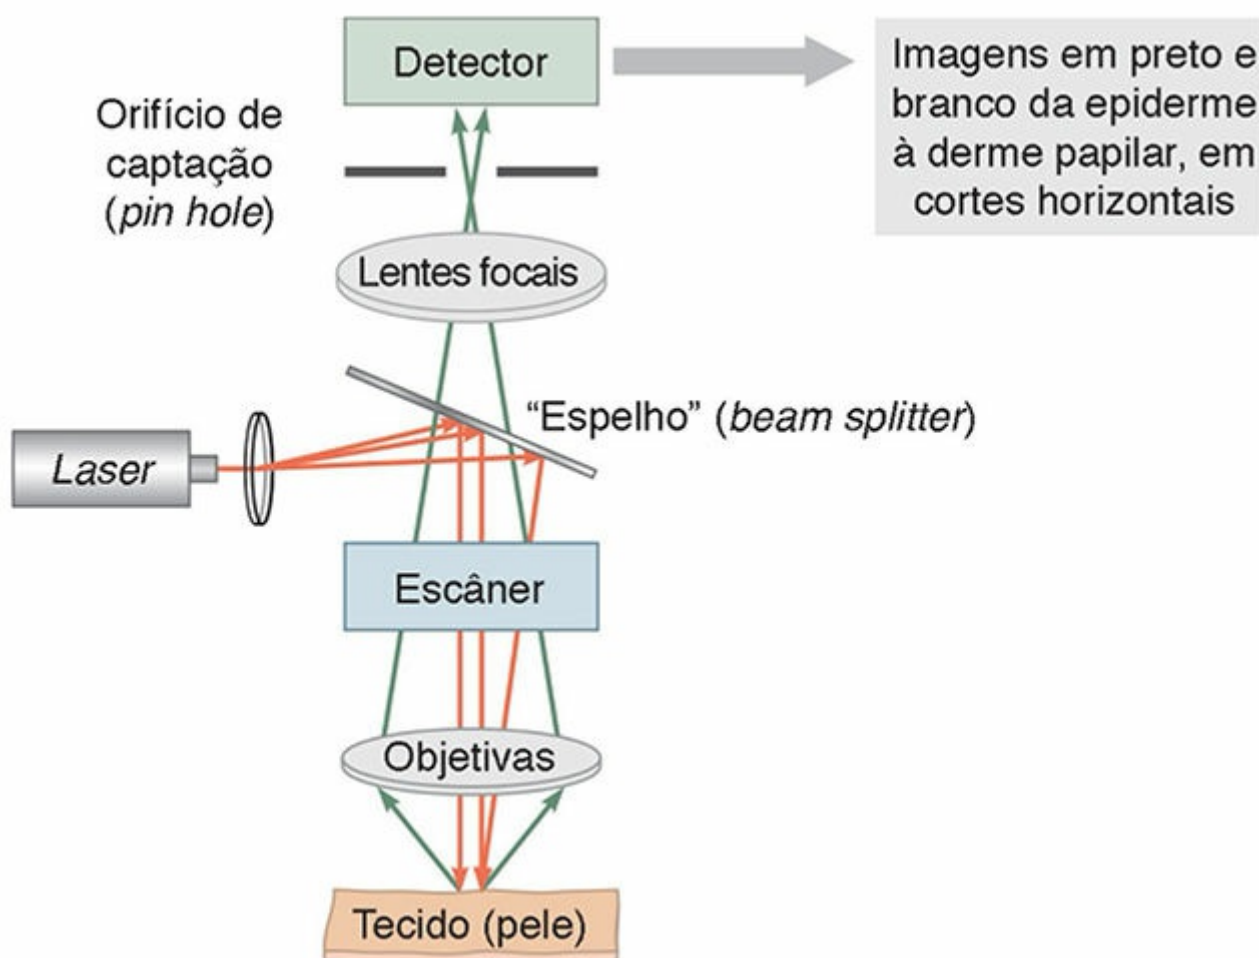 Detector
Imagens em preto e
branco da epiderme
à derme papilar, em
cortes horizontais
Orifício de
captação
(pin hole)
Lentes focais
“Espelho” (beam splitter)
Laser
Escâner
Objetivas
Tecido (pele)